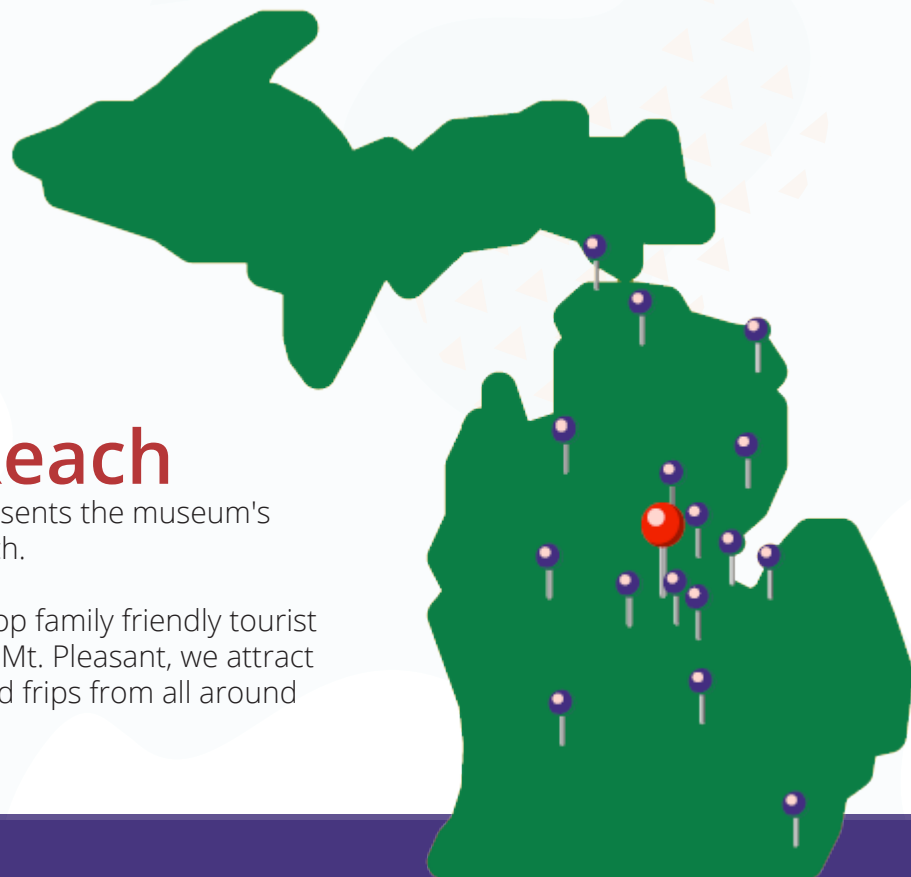 each
sents the museum's
h.
op family friendly tourist
Mt. Pleasant, we attract
d frips from all around